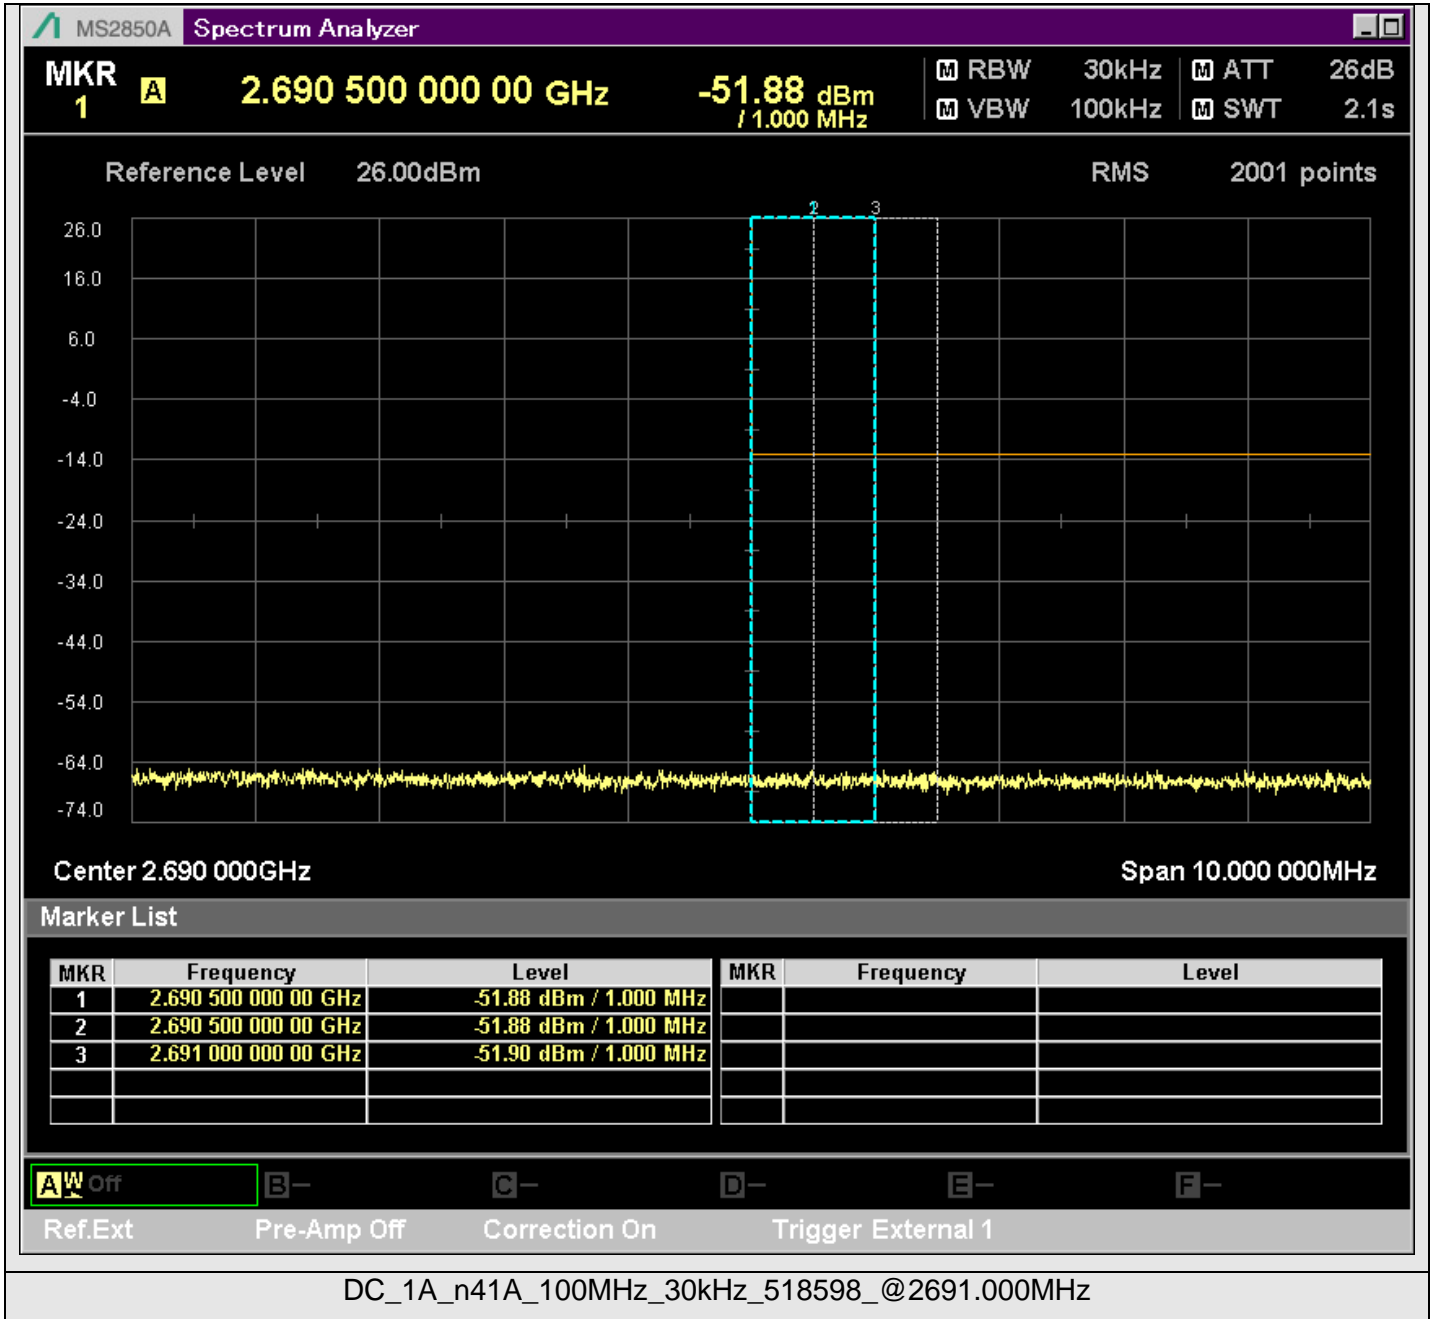 MS2850A Spectrum Analyzer
MKR 1 A 2.690 500 000 00 GHz -51.88 dBm / 1.000 MHz
M RBW 30kHz M ATT 26dB
M VBW 100kHz M SWT 2.1s
Reference Level 26.00dBm RMS 2001 points
2 3
26.0
16.0
6.0
-4.0
-14.0
-24.0
-34.0
-44.0
-54.0
-64.0
-74.0
Center 2.690 000GHz Span 10.000 000MHz
Marker List
MKR Frequency Level MKR Frequency Level
1 2.690 500 000 00 GHz -51.88 dBm / 1.000 MHz
2 2.690 500 000 00 GHz -51.88 dBm / 1.000 MHz
3 2.691 000 000 00 GHz -51.90 dBm / 1.000 MHz
A W Off B – C – D – E – F –
Ref.Ext Pre-Amp Off Correction On Trigger External 1
DC_1A_n41A_100MHz_30kHz_518598_@2691.000MHz